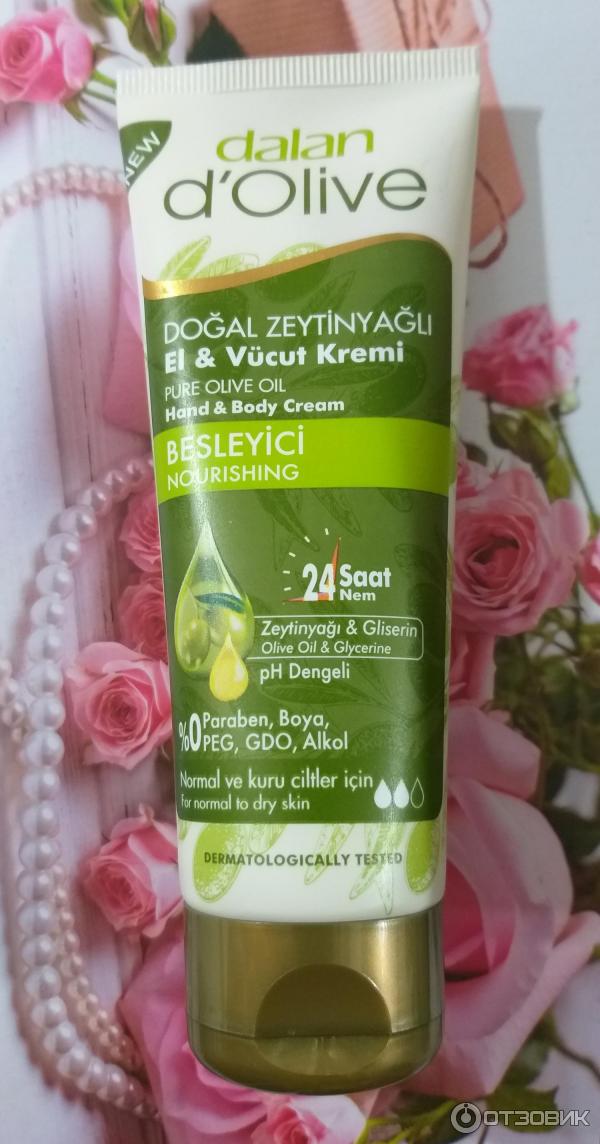 NEW
dalan
d'Olive
DOĞAL ZEYTİNYAĞLI
El & Vücut Kremi
PURE OLIVE OIL
Hand & Body Cream
BESLEYİCİ
NOURISHING
24 Saat
Nem
Zeytinyağı & Gliserin
Olive Oil & Glycerine
pH Dengeli
%0 Paraben, Boya,
PEG, GDO, Alkol
Normal ve kuru ciltler için
For normal to dry skin
DERMATOLOGICALLY TESTED
ОТЗОВИК